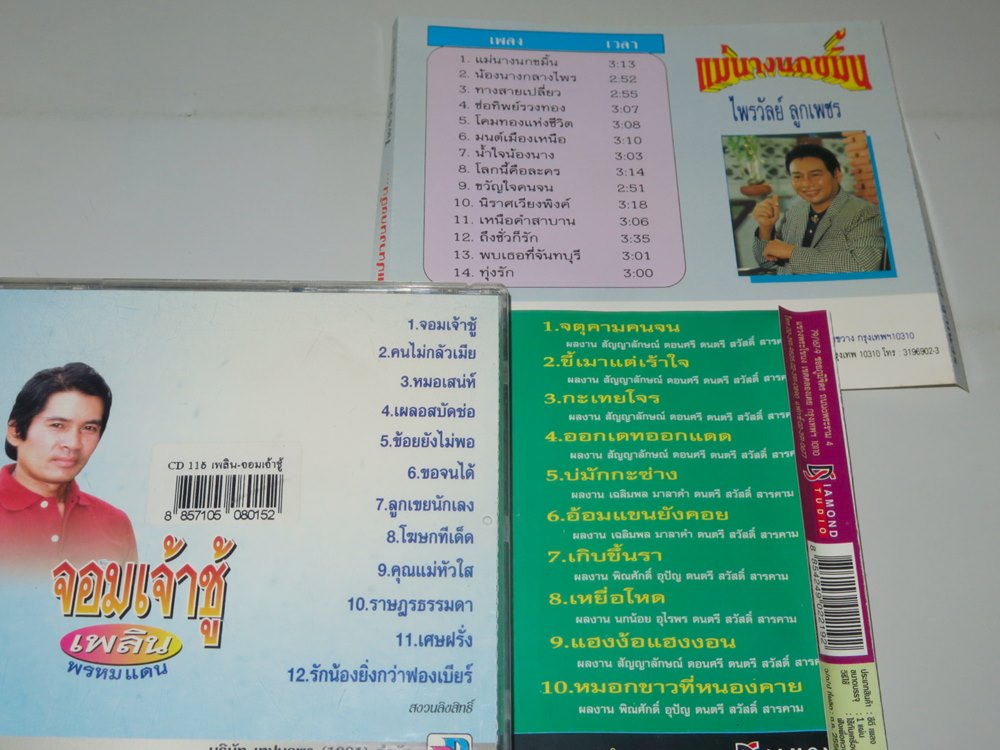 เพลง เวลา
1. แม่นางนกขมิ้น 3:13
2. น้องนางกลางไพร 2:52
3. ทางสายเปลี่ยว 2:55
4. ช่อทิพย์รวงทอง 3:07
5. โคมทองแห่งชีวิต 3:08
6. มนต์เมืองเหนือ 3:10
7. น้ำใจน้องนาง 3:03
8. โลกนี้คือละคร 3:14
9. ขวัญใจคนจน 2:51
10. นิราศเวียงพิงค์ 3:18
11. เหนือคำสาบาน 3:06
12. ถึงชั่วก็รัก 3:35
13. พบเธอที่จันทบุรี 3:01
14. ทุ่งรัก 3:00
แม่นางนกขมิ้น
ไพรวัลย์ ลูกเพชร
ขวาง กรุงเทพฯ10310
กรุงเทพ 10310 โทร : 3196902-3
1.จอมเจ้าชู้
2.คนไม่กลัวเมีย
3.หมอเสน่ห์
4.เผลอสบัดช่อ
5.ข้อยยังไม่พอ
6.ขอจนได้
7.ลูกเขยนักเลง
8.โฆษกทีเด็ด
9.คุณแม่หัวใส
10.ราษฎรธรรมดา
11.เศษฝรั่ง
12.รักน้องยิ่งกว่าฟองเบียร์
สงวนลิขสิทธิ์
CD 118 เพลิน-จอมเจ้าชู้
8 857105 080152
จอมเจ้าชู้
เพลิน
พรหมแดน
1.จตุคามคนจน
ผลงาน สัญญาลักษณ์ ดอนศรี ดนตรี สวัสดิ์ สารคาม
2.ขี้เมาแต่เร้าใจ
ผลงาน สัญญาลักษณ์ ดอนศรี ดนตรี สวัสดิ์ สารคาม
3.กะเทยโจร
ผลงาน สัญญาลักษณ์ ดอนศรี ดนตรี สวัสดิ์ สารคาม
4.ออกเดทออกแดด
ผลงาน สัญญาลักษณ์ ดอนศรี ดนตรี สวัสดิ์ สารคาม
5.บ่มักกะซ่าง
ผลงาน เฉลิมพล มาลาคำ ดนตรี สวัสดิ์ สารคาม
6.อ้อมแขนยังคอย
ผลงาน เฉลิมพล มาลาคำ ดนตรี สวัสดิ์ สารคาม
7.เกิบขึ้นรา
ผลงาน พิณศักดิ์ อุปัญ ดนตรี สวัสดิ์ สารคาม
8.เหยื่อโหด
ผลงาน นกน้อย อุไรพร ดนตรี สวัสดิ์ สารคาม
9.แฮงง้อแฮงงอน
ผลงาน สัญญาลักษณ์ ดอนศรี ดนตรี สวัสดิ์ สารคาม
10.หมอกขาวที่หนองคาย
ผลงาน พิณศักดิ์ อุปัญ ดนตรี สวัสดิ์ สารคาม
DIAMOND
STUDIO
8 854249 022192